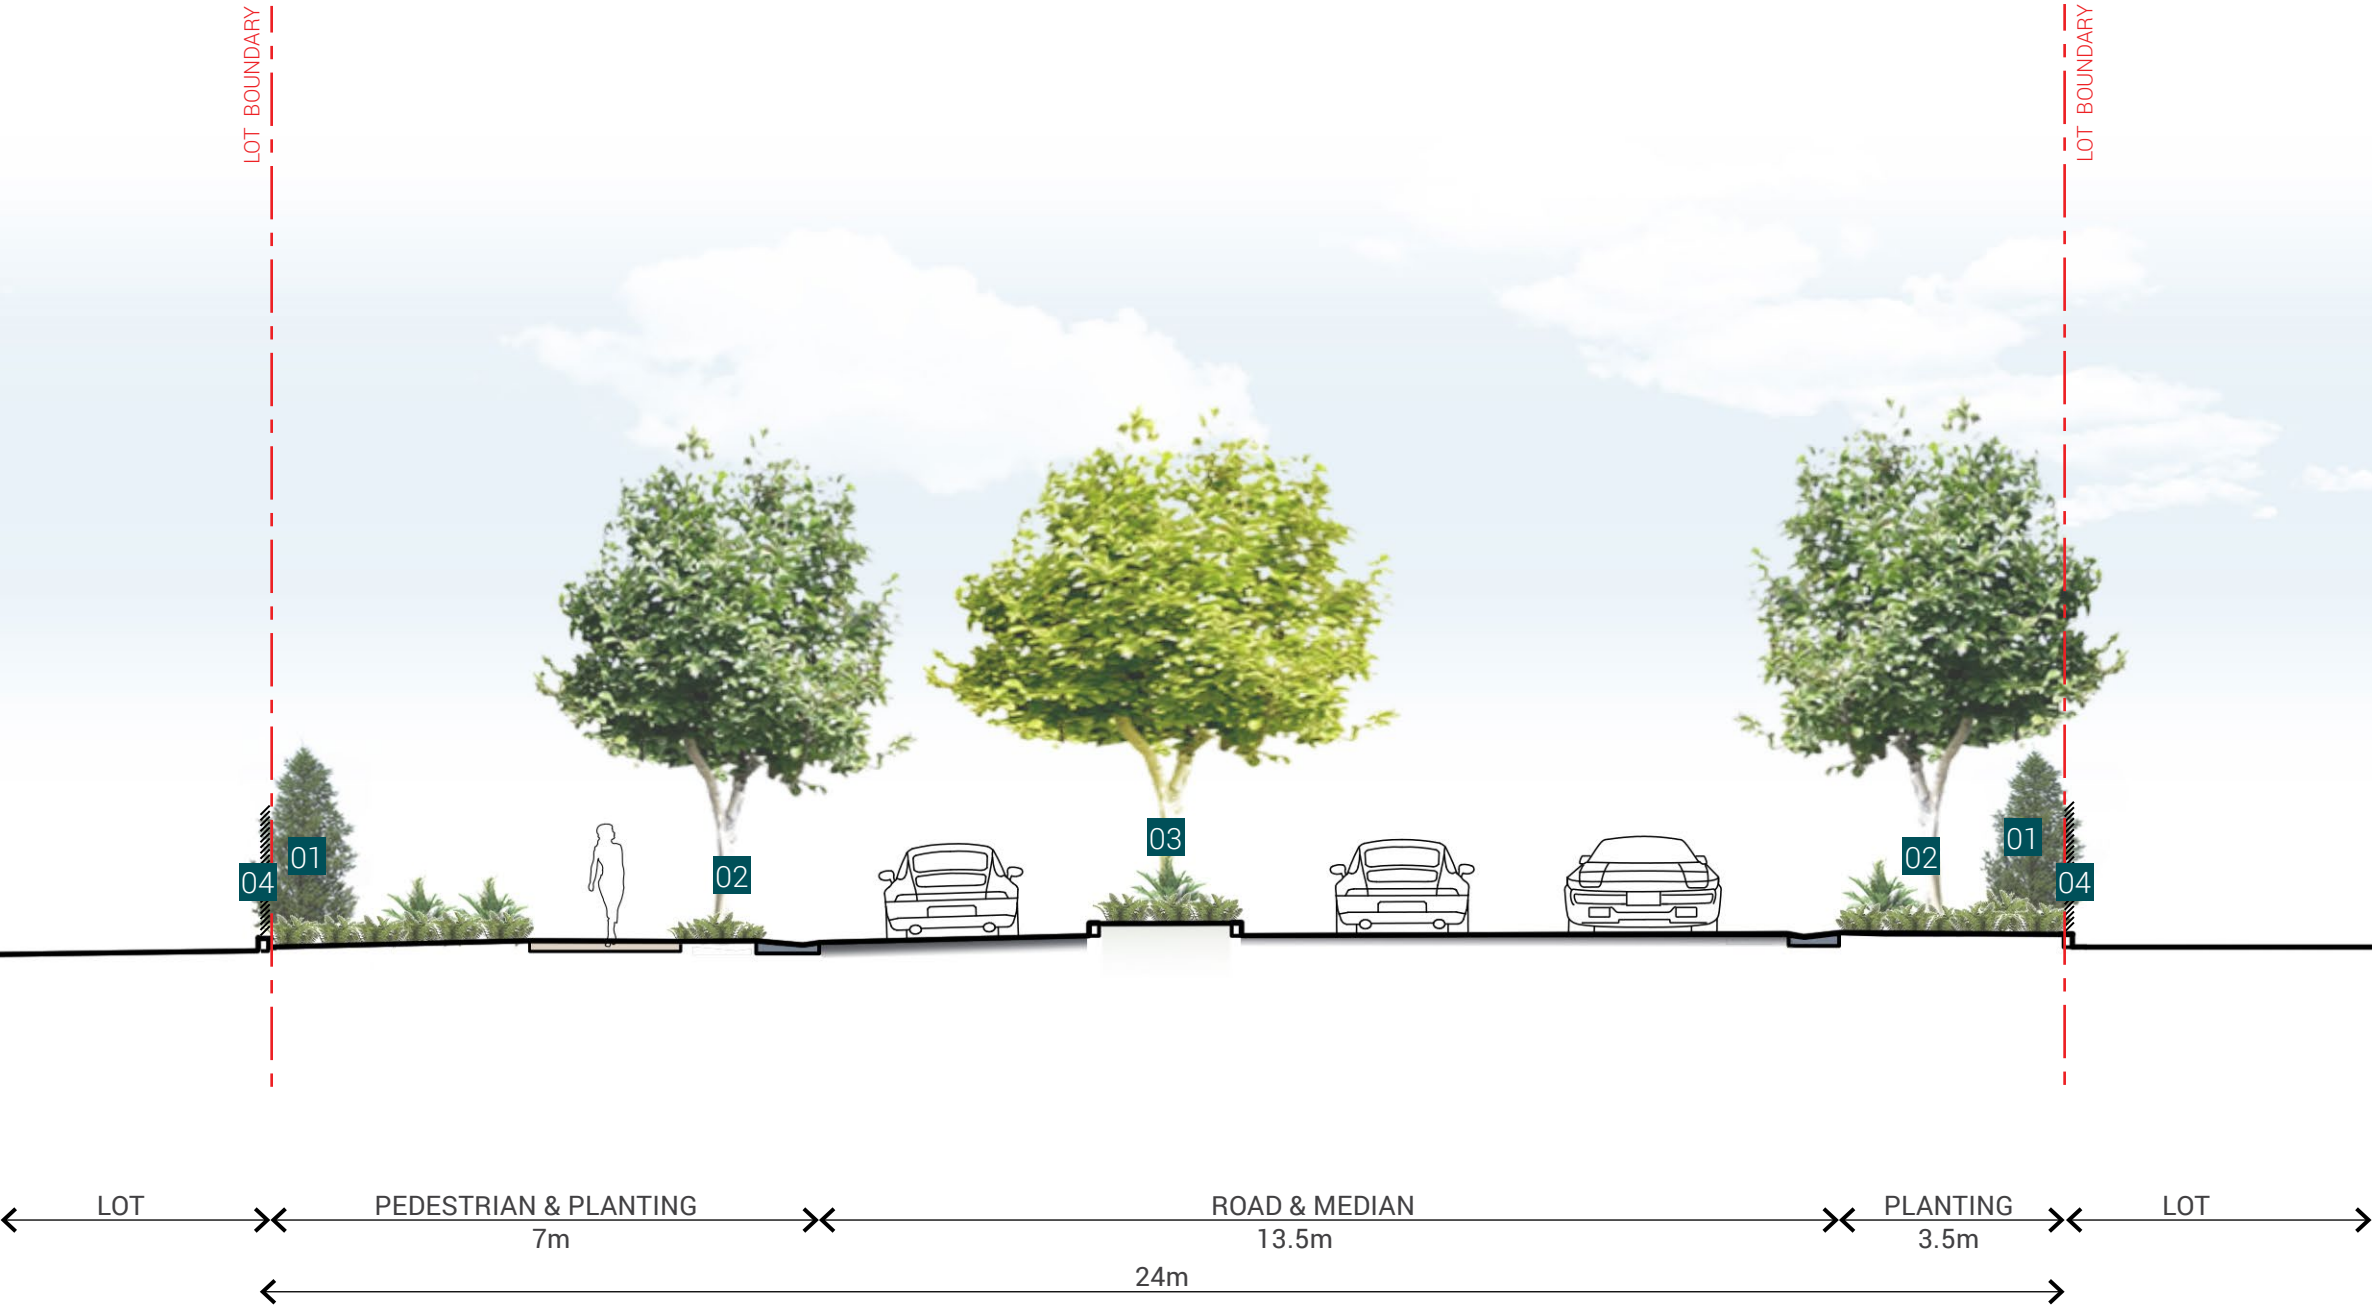 LOT BOUNDARY
LOT BOUNDARY
03
01
01
02
02
04
04
LOT
PEDESTRIAN & PLANTING
ROAD & MEDIAN
PLANTING
LOT
7m
13.5m
3.5m
24m